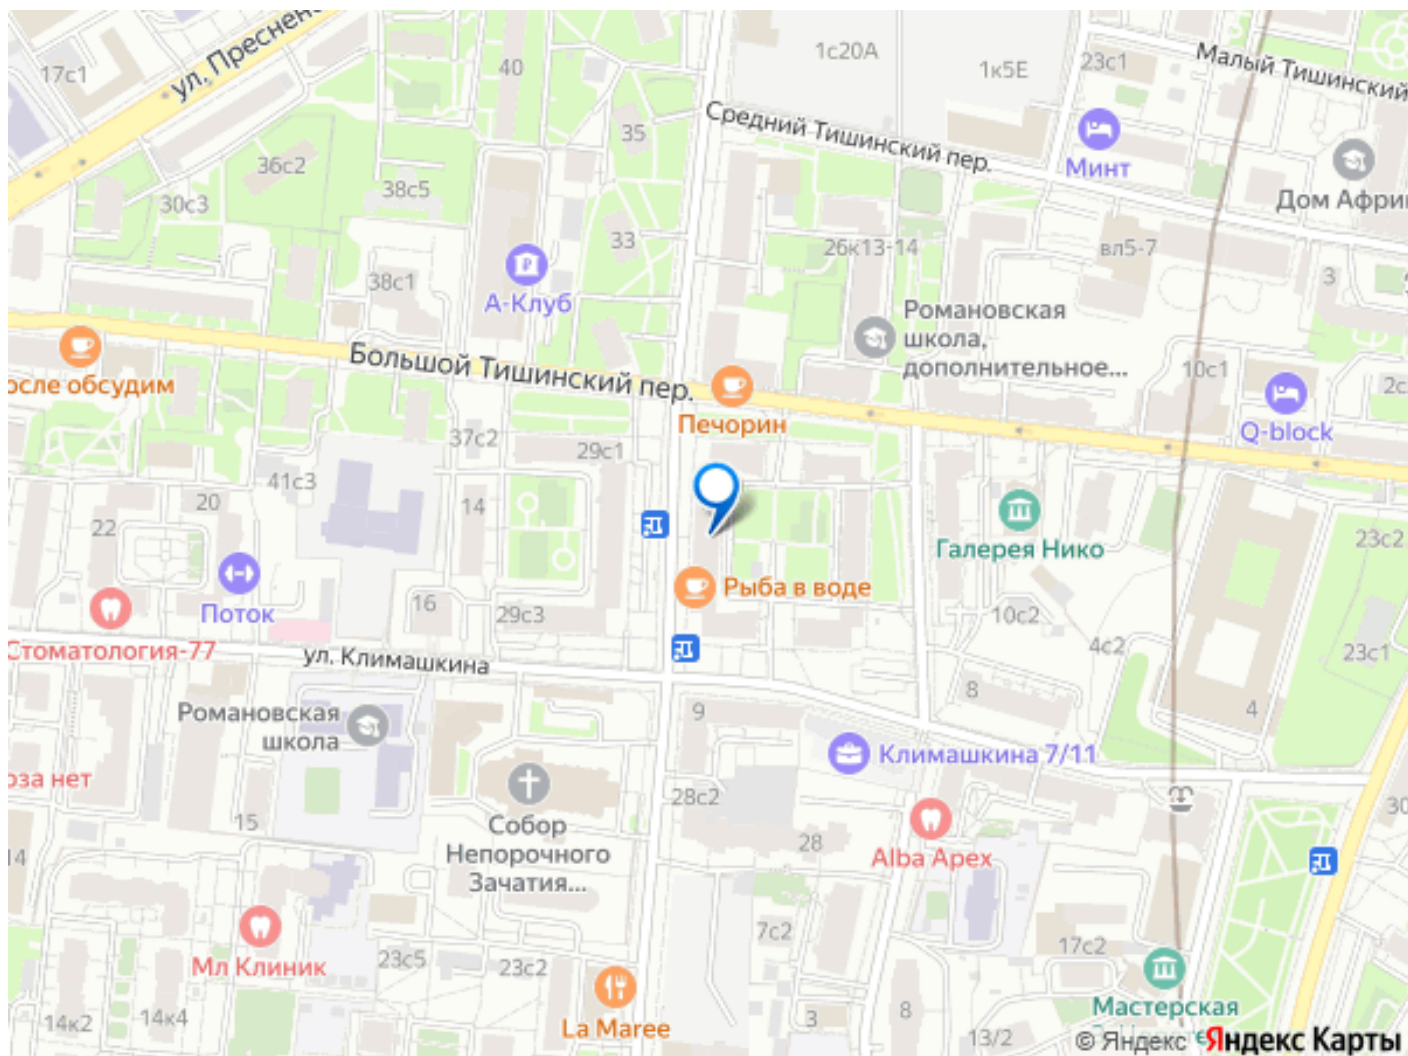 ул. Пресненс
17с1
40
1с20А
1к5Е
23с1
Малый Тишинский
Средний Тишинский пер.
35
Минт
36с2
38с5
30с3
Дом Афри
33
26к13-14
вл5-7
38с1
А-Клуб
3
Романовская
школа,
дополнительное...
Большой Тишинский пер.
осле обсудим
10с1
2с
Печорин
Q-block
37с2
29с1
41с3
20
14
22
Галерея Нико
23с2
Поток
Рыба в воде
16
29с3
10с2
Стоматология-77
ул. Климашкина
4с2
23с1
8
Романовская
школа
9
4
Климашкина 7/11
оза нет
28с2
15
30
Собор
Непорочного
Зачатия...
28
14
Alba Apex
7с2
17с2
Мл Клиник
23с5
23с2
Мастерская
14к2
14к4
La Maree
3
8
13/2
© Яндекс Яндекс Карты